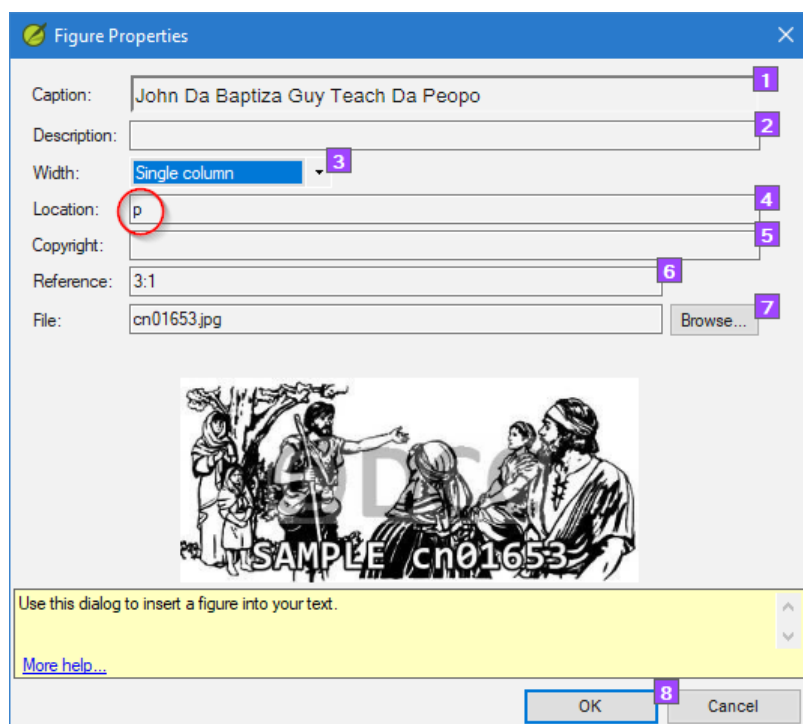 Figure Properties
Caption: John Da Baptiza Guy Teach Da Peopo 1
Description: 2
Width: Single column 3
Location: p 4
Copyright: 5
Reference: 3:1 6
File: cn01653.jpg Browse... 7
SAMPLE cn01653
Use this dialog to insert a figure into your text.
More help...
OK 8 Cancel